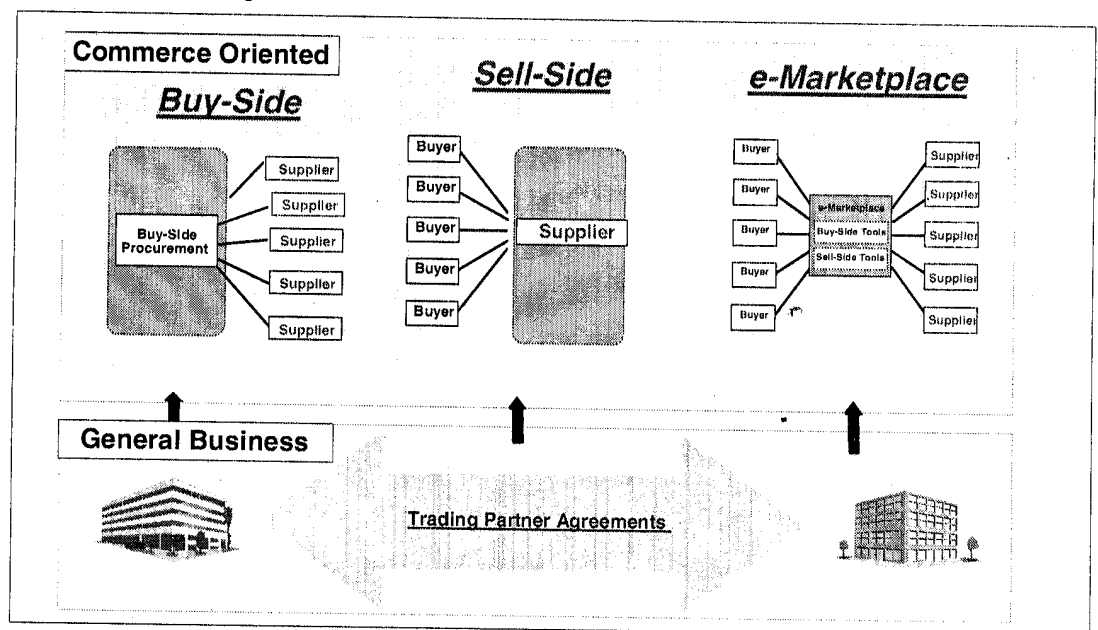 Commerce Oriented
Buy-Side
Sell-Side
e-Marketplace
Buy-Side
Procurement
Supplier
Supplier
Supplier
Supplier
Supplier
Buyer
Buyer
Buyer
Buyer
Buyer
Supplier
Buyer
Buyer
Buyer
Buyer
Buyer
e-Marketplace
Buy-Side Tools
Sell-Side Tools
Supplier
Supplier
Supplier
Supplier
Supplier
General Business
Trading Partner Agreements